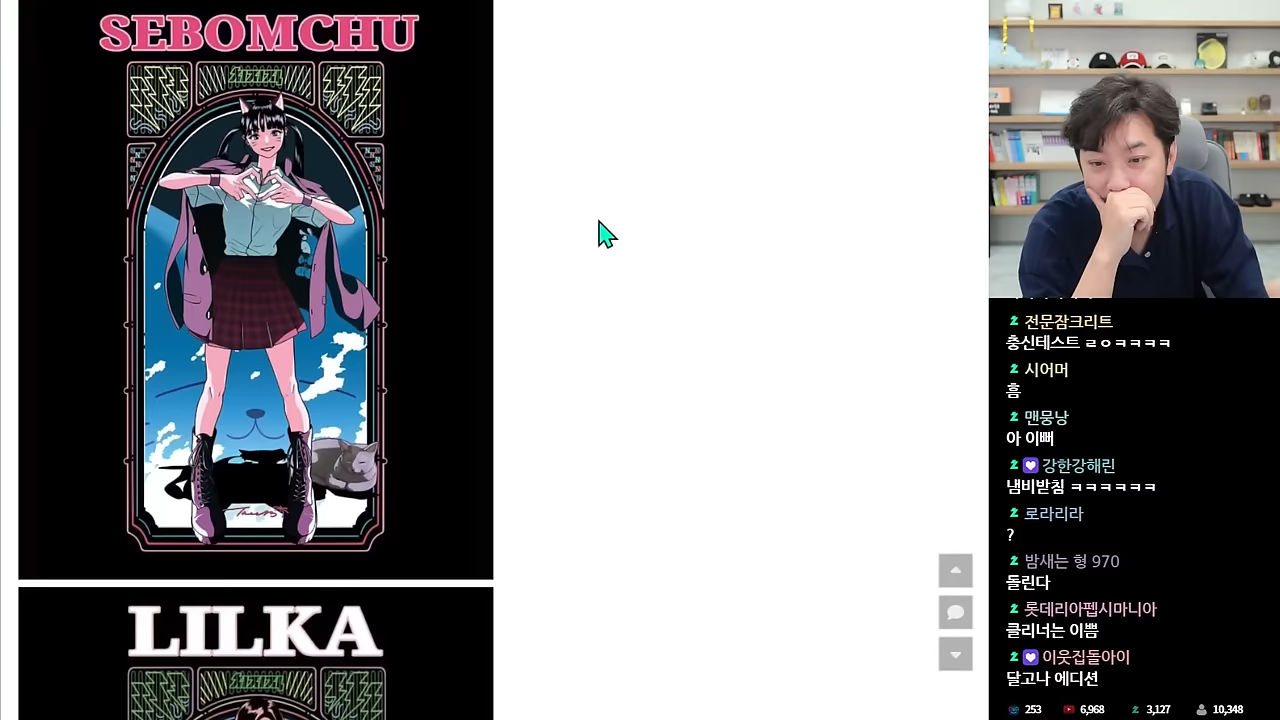 SEBOMCHU
LILKA
전문잠크리트
충신테스트 ㄹㅇㅋㅋㅋㅋ
시어머
흠
맨뭉낭
아 이뻐
강한강해린
냄비받침 ㅋㅋㅋㅋㅋㅋ
로라리라
?
밤새는 형 970
돌린다
롯데리아펩시마니아
클리너는 이쁨
이웃집돌아이
달고나 에디션
253 6,968 3,127 10,348